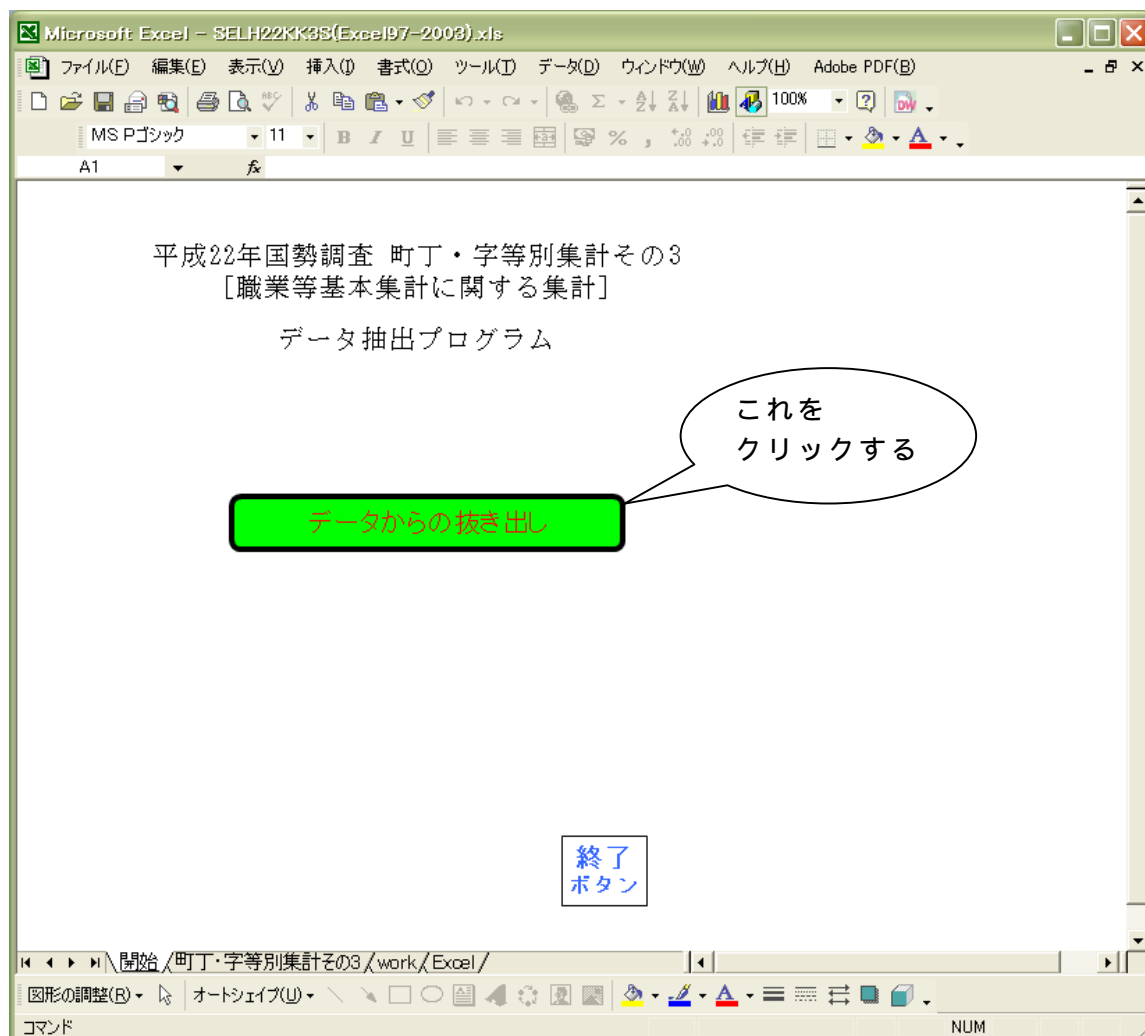 Microsoft Excel - SELH22KK3S(Excel97-2003).xls
ファイル(F) 編集(E) 表示(V) 挿入(I) 書式(O) ツール(T) データ(D) ウィンドウ(W) ヘルプ(H) Adobe PDF(B)
100%
MS Pゴシック 11 B I U
A1 fx
平成22年国勢調査 町丁・字等別集計その3
[職業等基本集計に関する集計]
データ抽出プログラム
これを
クリックする
データからの抜き出し
終了
ボタン
開始 町丁・字等別集計その3 work Excel
図形の調整(R) オートシェイプ(U)
コマンド NUM